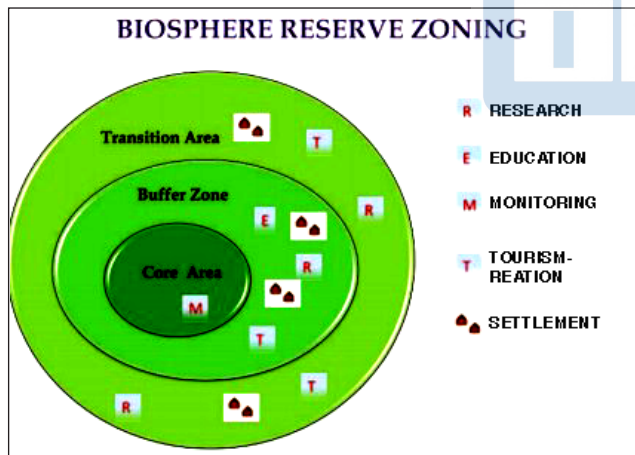 BIOSPHERE RESERVE ZONING
Transition Area
T
R
Buffer Zone
E
R
Core Area
M
T
T
R
R RESEARCH
E EDUCATION
M MONITORING
T TOURISM-
REATION
SETTLEMENT